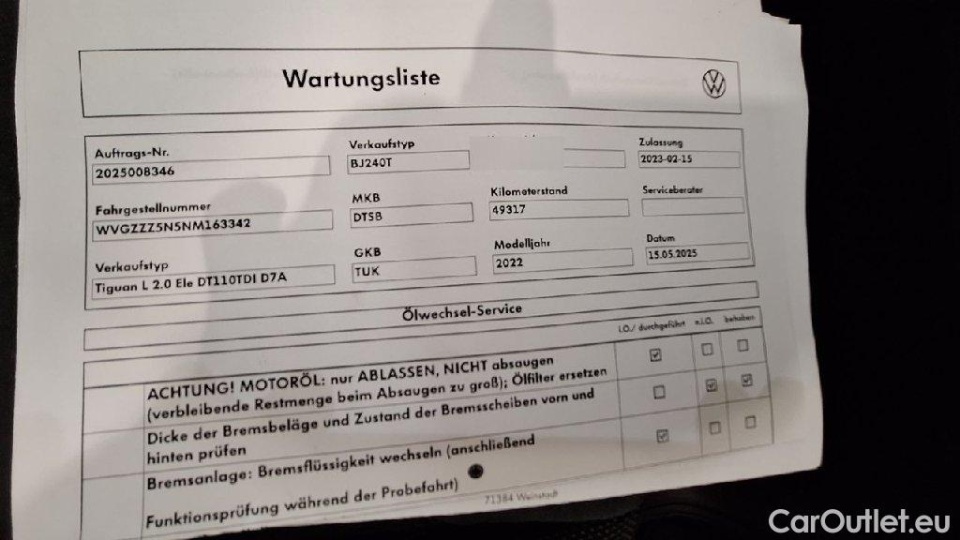 Wartungsliste
Auftrags-Nr.
2025008346
Verkaufstyp
BJ240T
Zulassung
2023-02-15
Fahrgestellnummer
WVGZZZ5N5NM163342
MKB
DTSB
Kilometerstand
49317
Serviceberater
Verkaufstyp
Tiguan L 2.0 Ele DT110TDI D7A
GKB
TUK
Modelljahr
2022
Datum
15.05.2025
Ölwechsel-Service
i.O./ durchgeführt n.i.O. behoben
ACHTUNG! MOTORÖL: nur ABLASSEN, NICHT absaugen
(verbleibende Restmenge beim Absaugen zu groß); Ölfilter ersetzen
Dicke der Bremsbeläge und Zustand der Bremsscheiben vorn und
hinten prüfen
Bremsanlage: Bremsflüssigkeit wechseln (anschließend
Funktionsprüfung während der Probefahrt)
71384 Weinstadt
CarOutlet.eu